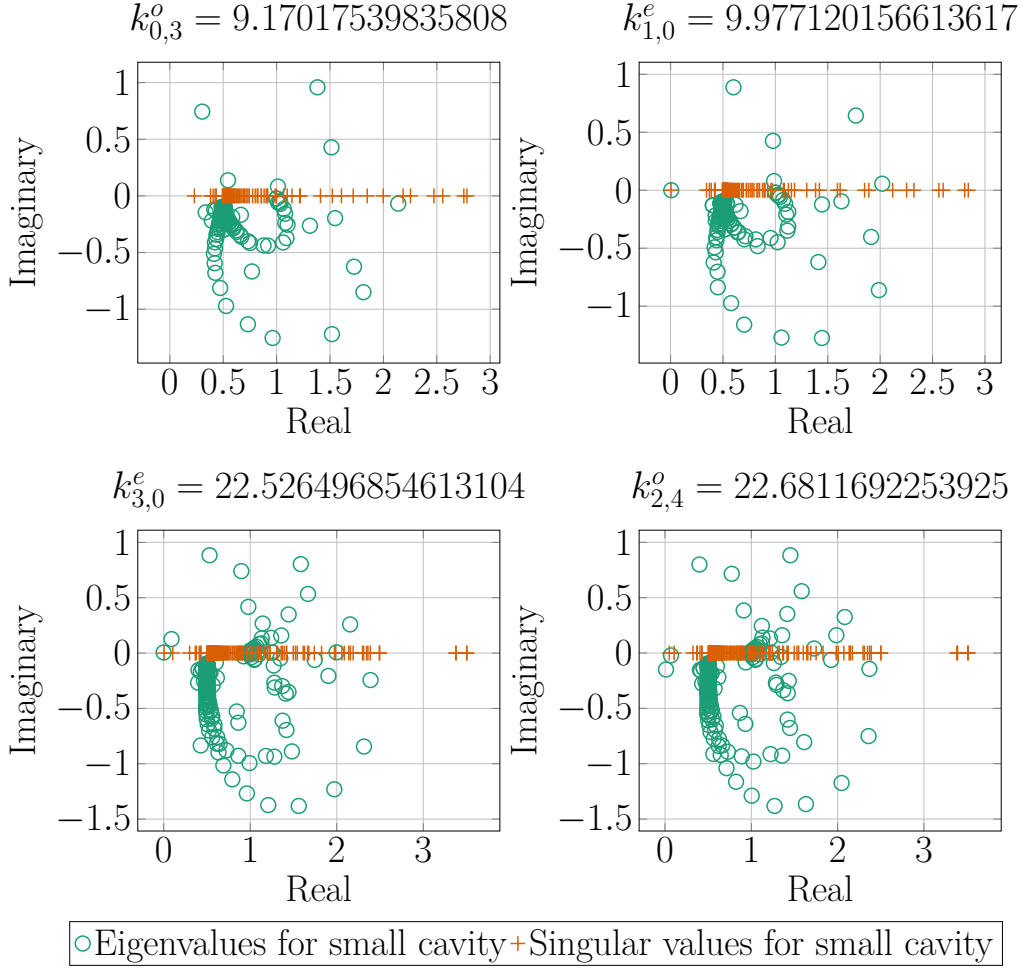 k^o_{0,3} = 9.17017539835808
k^e_{1,0} = 9.977120156613617
1
0.5
0
−0.5
−1
Imaginary
0 0.5 1 1.5 2 2.5 3
Real
1
0.5
0
−0.5
−1
Imaginary
0 0.5 1 1.5 2 2.5 3
Real
k^e_{3,0} = 22.526496854613104
k^o_{2,4} = 22.6811692253925
1
0.5
0
−0.5
−1
−1.5
Imaginary
0 1 2 3
Real
1
0.5
0
−0.5
−1
−1.5
Imaginary
0 1 2 3
Real
Eigenvalues for small cavity Singular values for small cavity